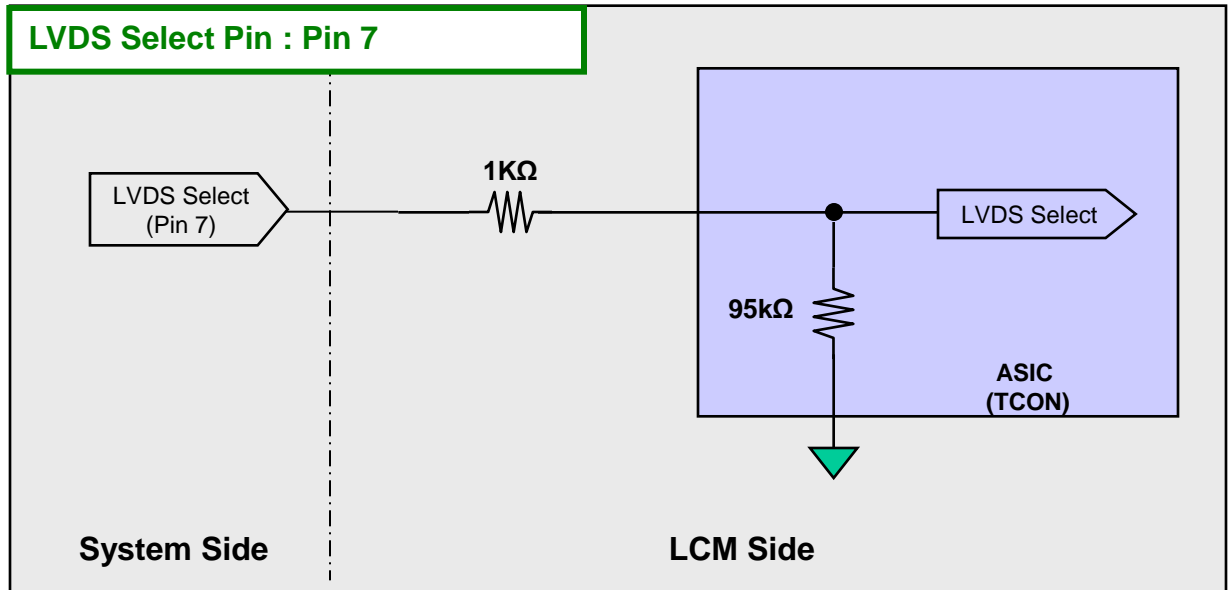 LVDS Select Pin : Pin 7
LVDS Select
(Pin 7)
1KΩ
LVDS Select
95kΩ
ASIC
(TCON)
System Side
LCM Side